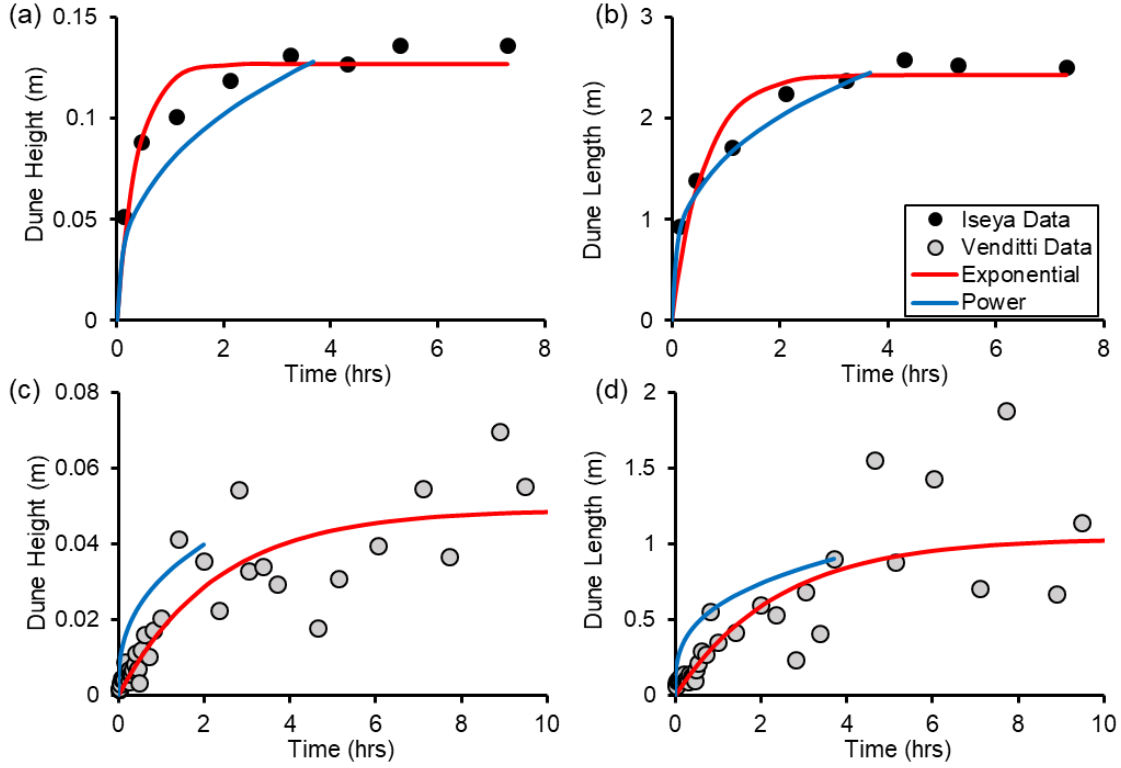 (a)
0.15
0.1
0.05
0
Dune Height (m)
0
2
4
6
8
Time (hrs)
(b)
3
2
1
0
Dune Length (m)
Iseya Data
Venditti Data
Exponential
Power
0
2
4
6
8
Time (hrs)
(c)
0.08
0.06
0.04
0.02
0
Dune Height (m)
0
2
4
6
8
10
Time (hrs)
(d)
2
1.5
1
0.5
0
Dune Length (m)
0
2
4
6
8
10
Time (hrs)